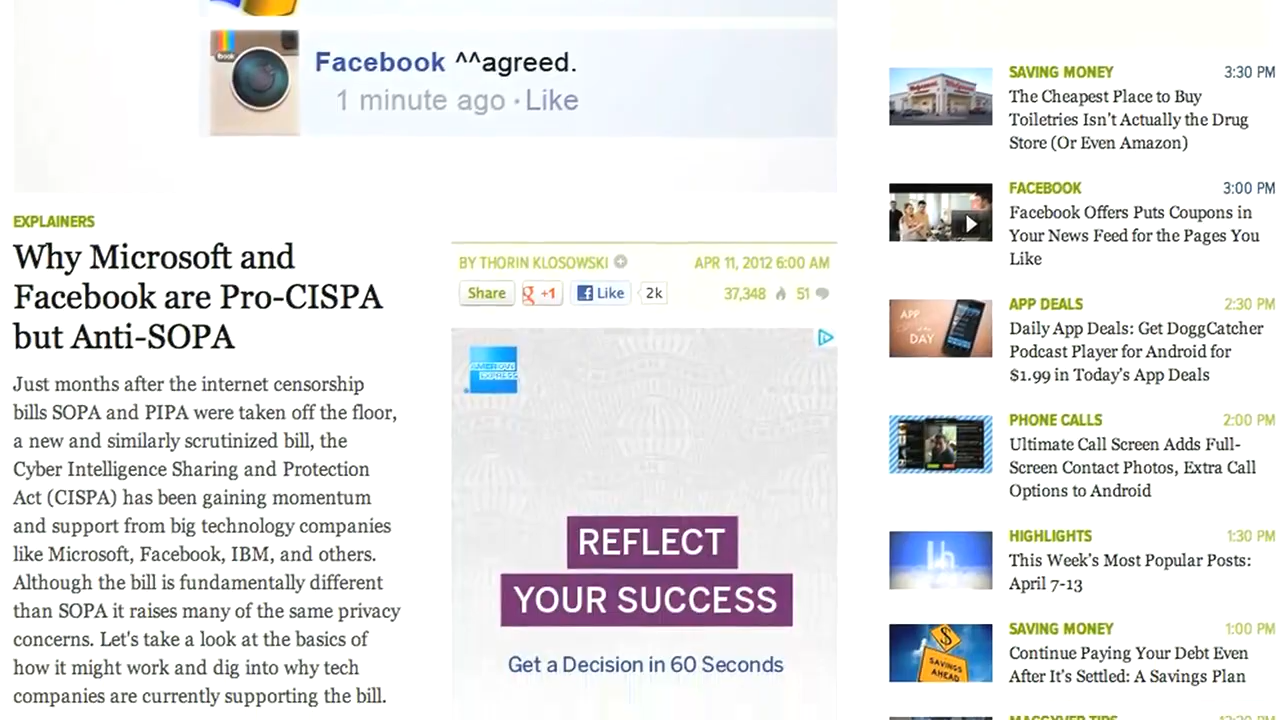 Facebook ^^agreed.
1 minute ago · Like
EXPLAINERS
Why Microsoft and
Facebook are Pro-CISPA
but Anti-SOPA
Just months after the internet censorship
bills SOPA and PIPA were taken off the floor,
a new and similarly scrutinized bill, the
Cyber Intelligence Sharing and Protection
Act (CISPA) has been gaining momentum
and support from big technology companies
like Microsoft, Facebook, IBM, and others.
Although the bill is fundamentally different
than SOPA it raises many of the same privacy
concerns. Let's take a look at the basics of
how it might work and dig into why tech
companies are currently supporting the bill.
BY THORIN KLOSOWSKI
APR 11, 2012 6:00 AM
Share
g +1
Like
2k
37,348
51
AMERICAN
EXPRESS
REFLECT
YOUR SUCCESS
Get a Decision in 60 Seconds
SAVING MONEY 3:30 PM
The Cheapest Place to Buy
Toiletries Isn't Actually the Drug
Store (Or Even Amazon)
FACEBOOK 3:00 PM
Facebook Offers Puts Coupons in
Your News Feed for the Pages You
Like
APP
DAY
APP DEALS 2:30 PM
Daily App Deals: Get DoggCatcher
Podcast Player for Android for
$1.99 in Today's App Deals
PHONE CALLS 2:00 PM
Ultimate Call Screen Adds Full-
Screen Contact Photos, Extra Call
Options to Android
lh
HIGHLIGHTS 1:30 PM
This Week's Most Popular Posts:
April 7-13
$
SAVINGS
AHEAD
SAVING MONEY 1:00 PM
Continue Paying Your Debt Even
After It's Settled: A Savings Plan